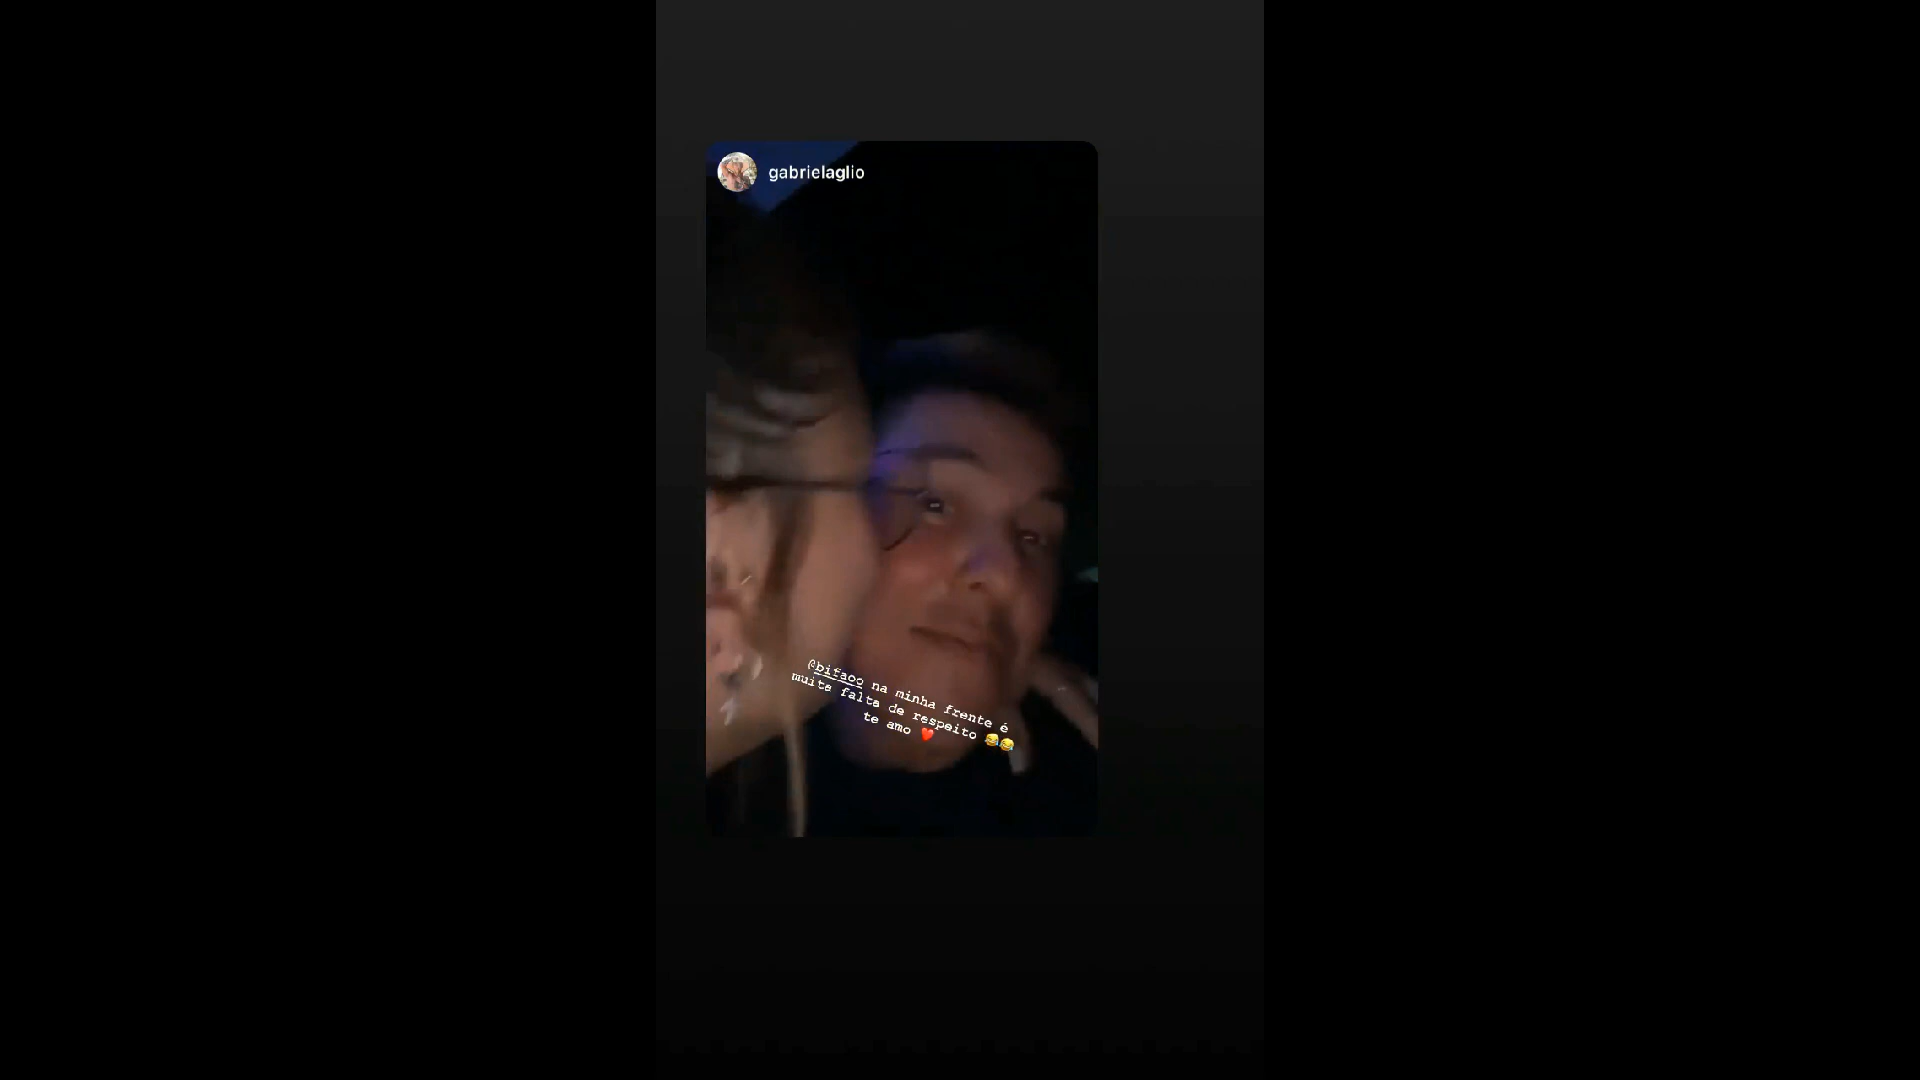 gabrielaglio
@bifaoo na minha frente é
muita falta de respeito 😂😂
te amo ❤️